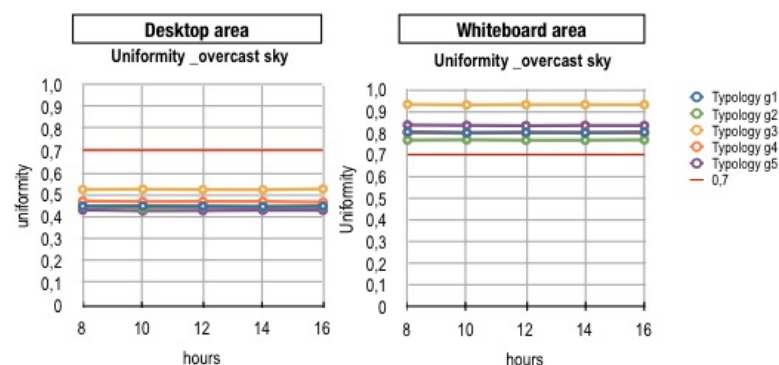 Desktop area
Uniformity _overcast sky
1,0
0,9
0,8
0,7
0,6
0,5
0,4
0,3
0,2
0,1
0
uniformity
8 10 12 14 16
hours
Whiteboard area
Uniformity _overcast sky
1,0
0,9
0,8
0,7
0,6
0,5
0,4
0,3
0,2
0,1
0
Uniformity
8 10 12 14 16
hours
Typology g1
Typology g2
Typology g3
Typology g4
Typology g5
0,7